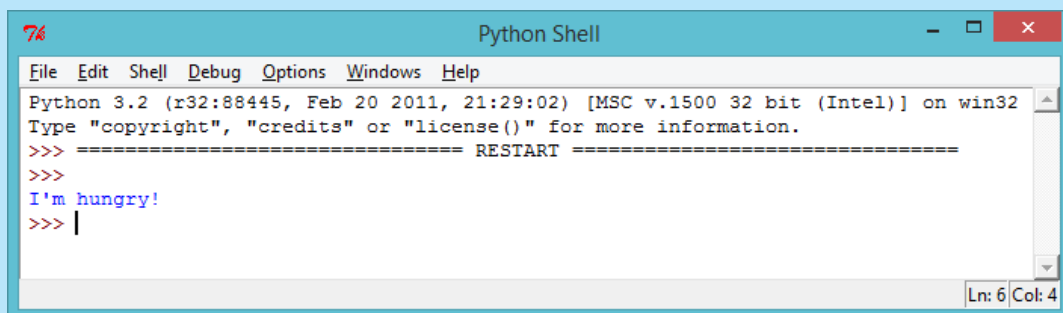 Python Shell
File Edit Shell Debug Options Windows Help
Python 3.2 (r32:88445, Feb 20 2011, 21:29:02) [MSC v.1500 32 bit (Intel)] on win32
Type "copyright", "credits" or "license()" for more information.
>>> ================================ RESTART ================================
>>>
I'm hungry!
>>>
Ln: 6 Col: 4